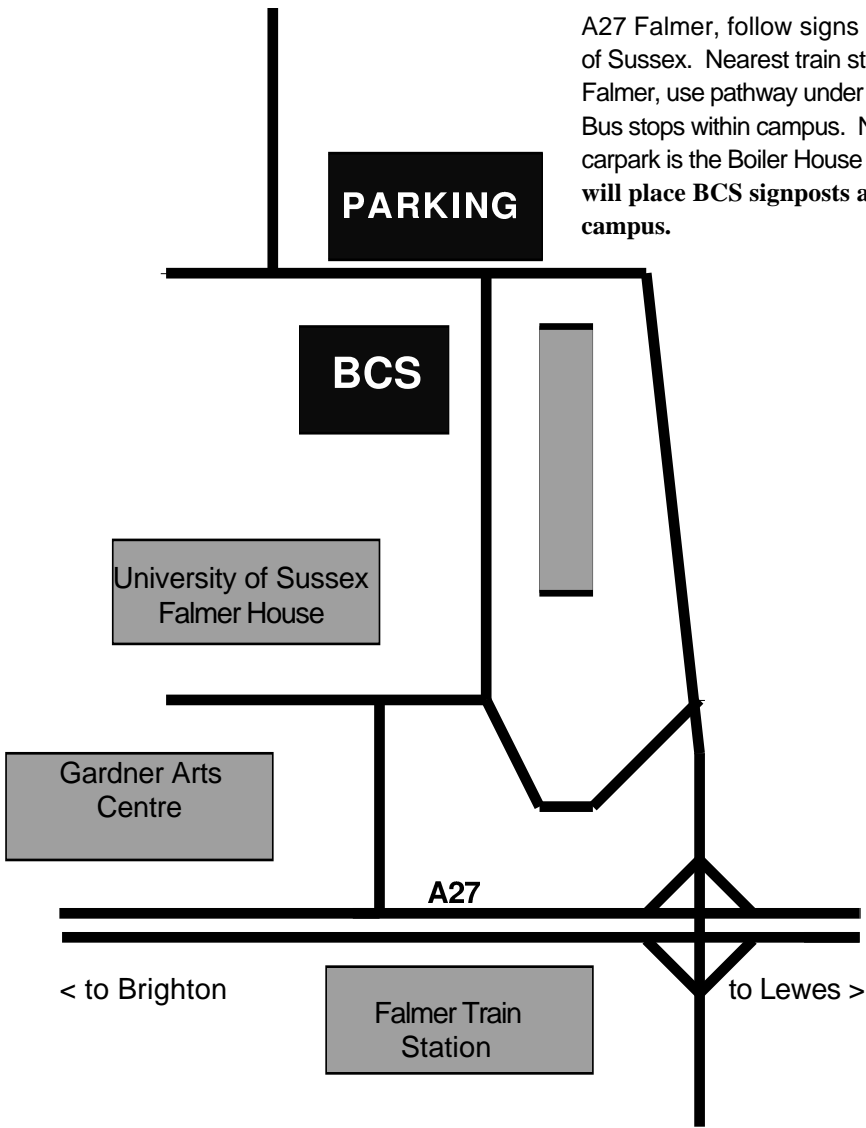 A27 Falmer, follow signs
of Sussex. Nearest train
Falmer, use pathway under
Bus stops within campus.
carpark is the Boiler House
will place BCS signposts
campus.
PARKING
BCS
University of Sussex
Falmer House
Gardner Arts
Centre
A27
< to Brighton
to Lewes >
Falmer Train
Station